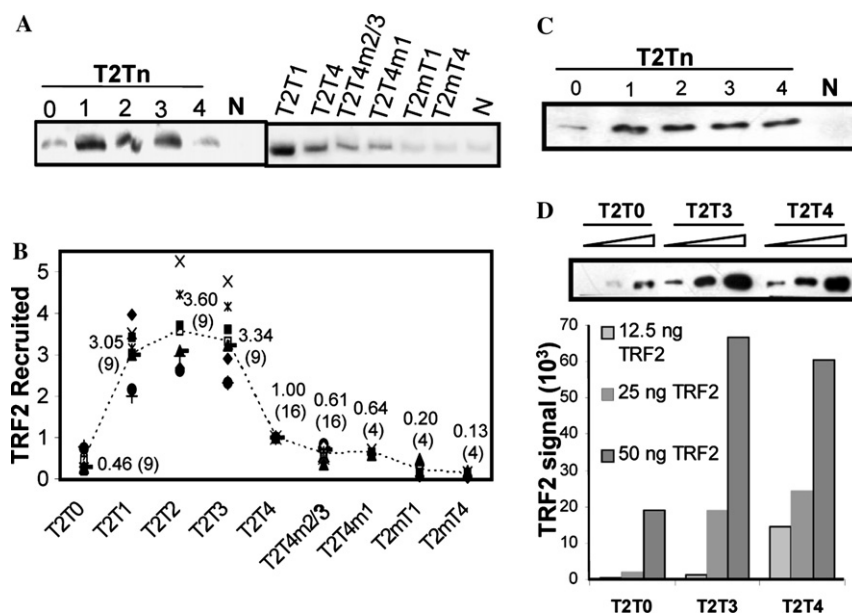 A
T2Tn
0 1 2 3 4 N
T2T1 T2T4 T2T4m2/3 T2T4m1 T2mT1 T2mT4 N
B
TRF2 Recruited
5
4
3
2
1
0
0.46 (9)
3.05
(9)
3.60
(9)
3.34
(9)
1.00
(16)
0.61
(16)
0.64
(4)
0.20
(4)
0.13
(4)
T2T0 T2T1 T2T2 T2T3 T2T4 T2T4m2/3 T2T4m1 T2mT1 T2mT4
C
T2Tn
0 1 2 3 4 N
D
T2T0 T2T3 T2T4
TRF2 signal (10³)
70
60
50
40
30
20
10
0
12.5 ng
TRF2
25 ng TRF2
50 ng TRF2
T2T0 T2T3 T2T4